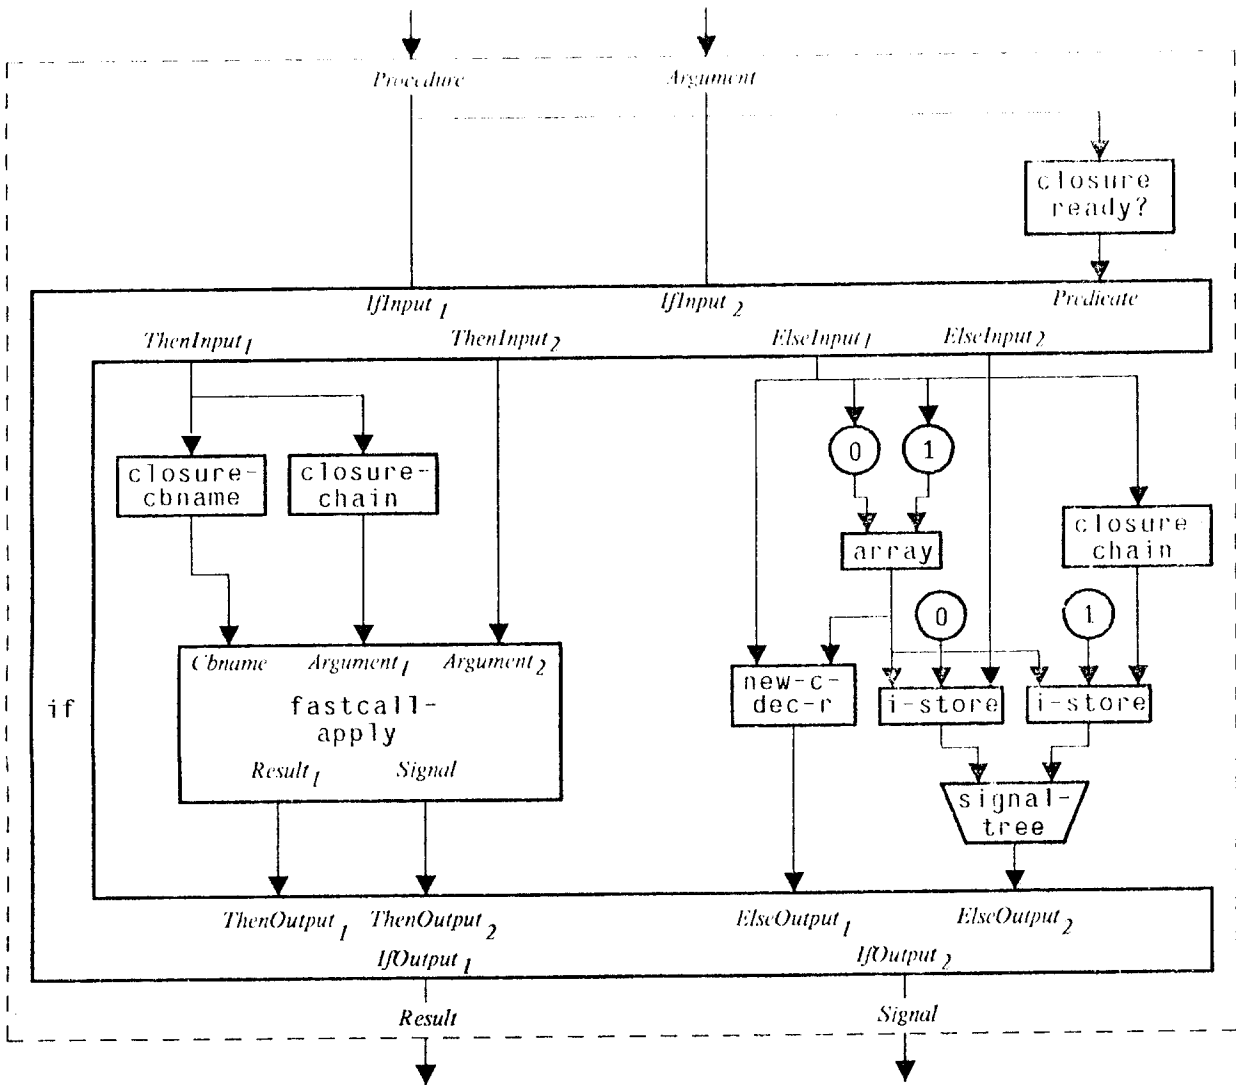 Procedure
Argument
closure
ready?
IfInput 1
IfInput 2
Predicate
ThenInput 1
ThenInput 2
ElseInput 1
ElseInput 2
0
1
closure-
cbname
closure-
chain
array
closure
chain
0
1
Cbname
Argument 1
Argument 2
fastcall-
apply
Result 1
Signal
if
new-c-
dec-r
i-store
i-store
signal-
tree
ThenOutput 1
ThenOutput 2
ElseOutput 1
ElseOutput 2
IfOutput 1
IfOutput 2
Result
Signal